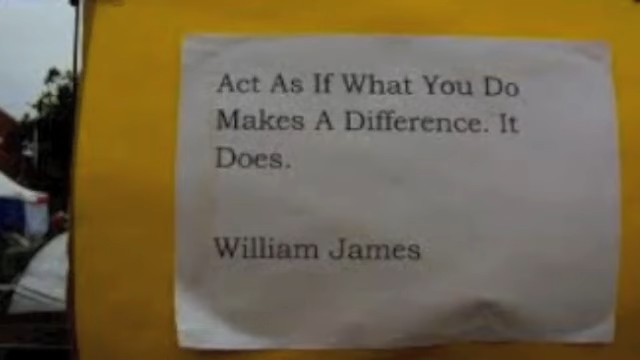 Act As If What You Do
Makes A Difference. It
Does.
William James